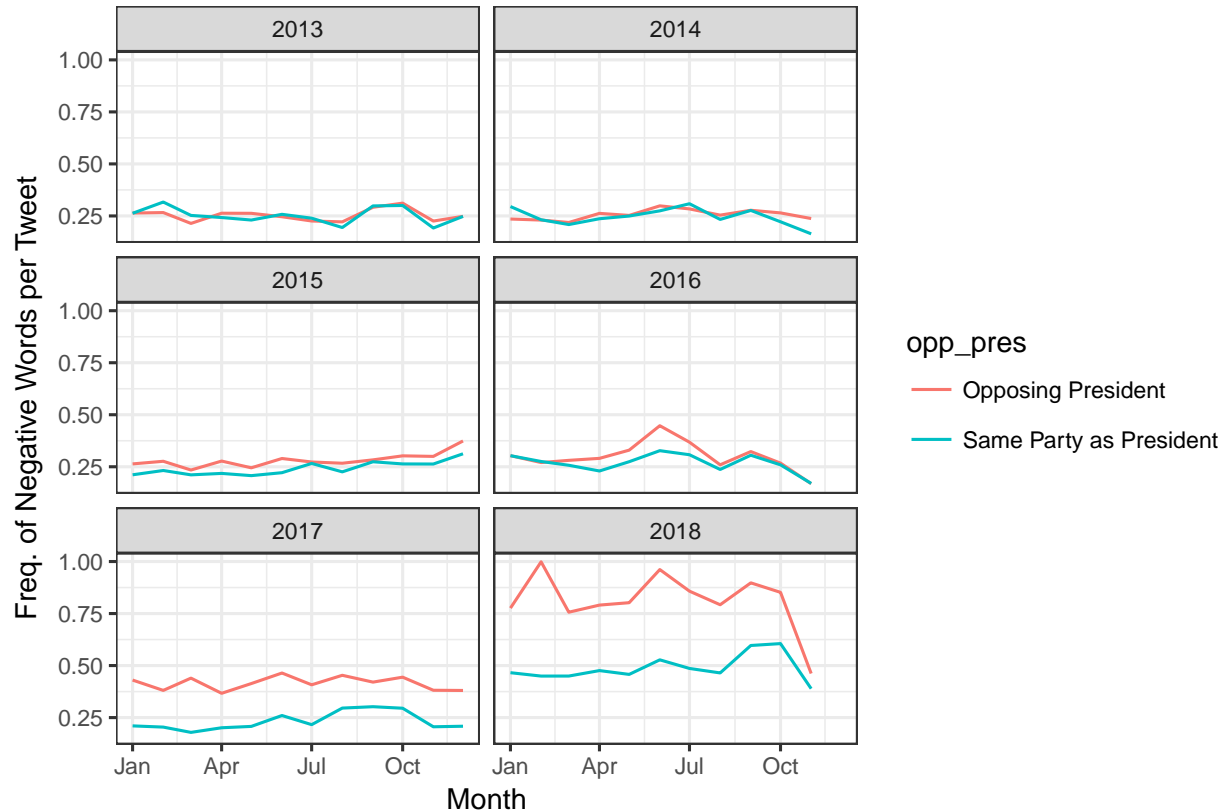 2013
2014
1.00
0.75
0.50
0.25
2015
2016
1.00
0.75
0.50
0.25
2017
2018
1.00
0.75
0.50
0.25
Jan Apr Jul Oct
Jan Apr Jul Oct
Month
Freq. of Negative Words per Tweet
opp_pres
Opposing President
Same Party as President